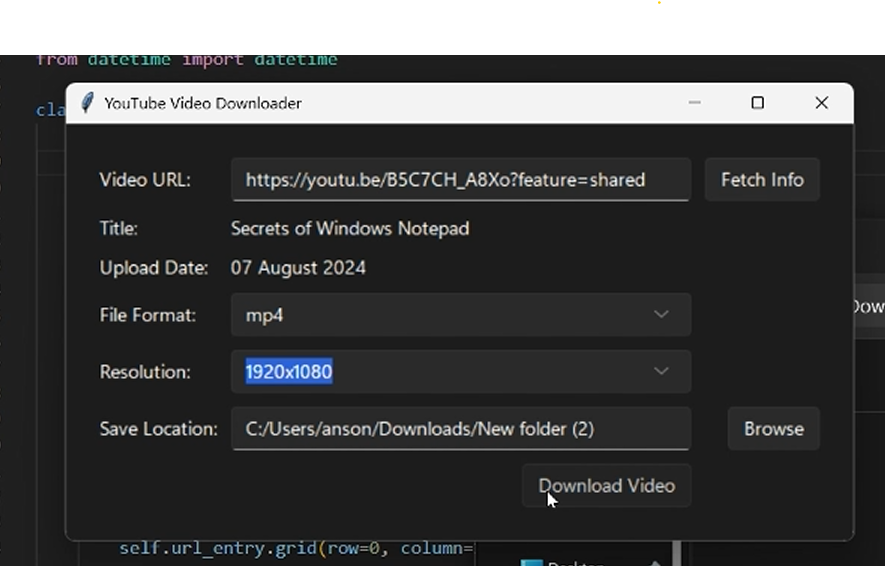 from datetime import datetime
cla
YouTube Video Downloader
Video URL: https://youtu.be/B5C7CH_A8Xo?feature=shared Fetch Info
Title: Secrets of Windows Notepad
Upload Date: 07 August 2024
File Format: mp4
Dow
Resolution: 1920x1080
Save Location: C:/Users/anson/Downloads/New folder (2) Browse
Download Video
self.url_entry.grid(row=0, column=
Desktop